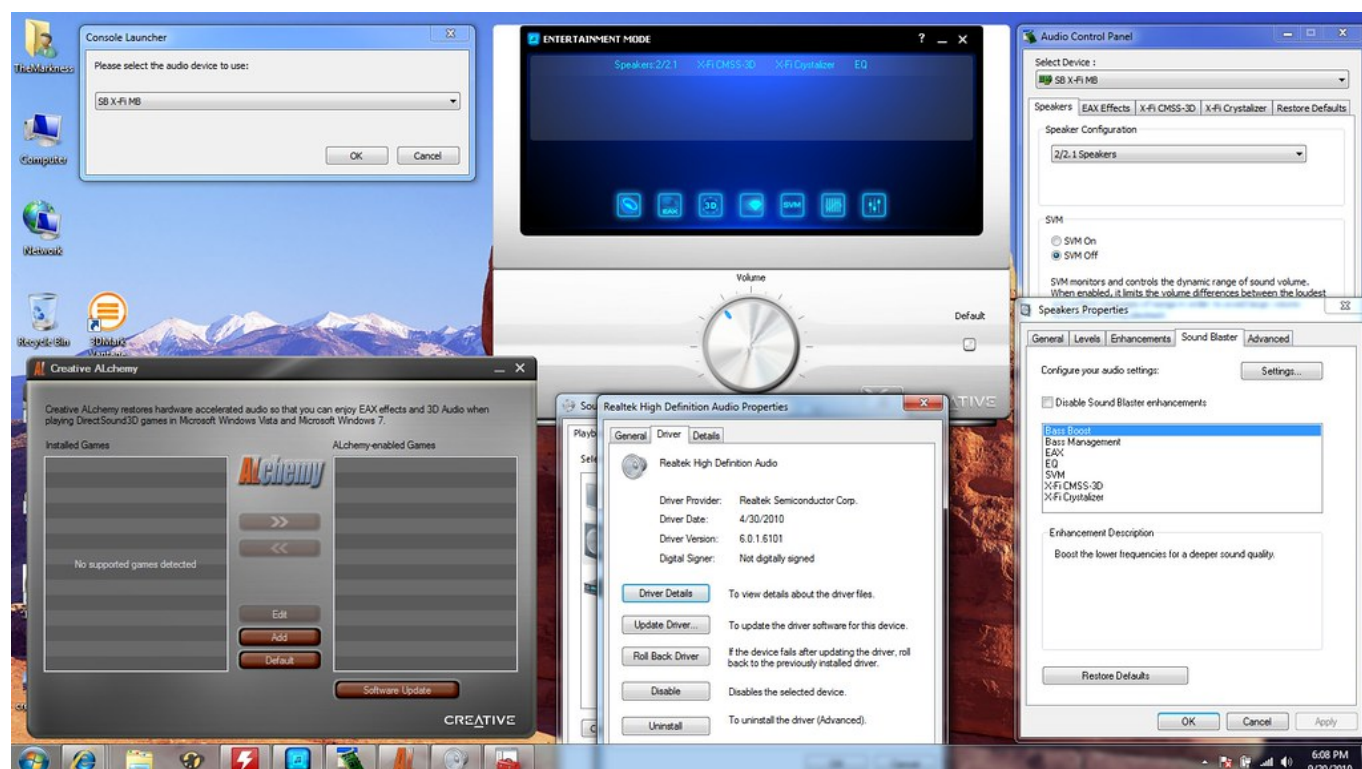 TheMarkness
Computer
Network
Recycle Bin
3DMark
Vantage
Console Launcher
Please select the audio device to use:
SB X-Fi MB
OK
Cancel
ENTERTAINMENT MODE
? _ X
Speakers:2/2.1 X-Fi CMSS-3D X-Fi Crystalizer EQ
EAX
3D
SVM
Volume
Default
Audio Control Panel
Select Device :
SB X-Fi MB
Speakers EAX Effects X-Fi CMSS-3D X-Fi Crystalizer Restore Defaults
Speaker Configuration
2/2.1 Speakers
SVM
SVM On
SVM Off
SVM monitors and controls the dynamic range of sound volume.
When enabled, it limits the volume differences between the loudest
Creative ALchemy
Creative ALchemy restores hardware accelerated audio so that you can enjoy EAX effects and 3D Audio when
playing DirectSound3D games in Microsoft Windows Vista and Microsoft Windows 7.
Installed Games
ALchemy-enabled Games
ALchemy
>>
<<
No supported games detected
Edit
Add
Default
Software Update
CREATIVE
Sou
Playb
Sele
Realtek High Definition Audio Properties
General Driver Details
Realtek High Definition Audio
Driver Provider: Realtek Semiconductor Corp.
Driver Date: 4/30/2010
Driver Version: 6.0.1.6101
Digital Signer: Not digitally signed
Driver Details To view details about the driver files.
Update Driver... To update the driver software for this device.
Roll Back Driver If the device fails after updating the driver, roll
back to the previously installed driver.
Disable Disables the selected device.
Uninstall To uninstall the driver (Advanced).
Speakers Properties
General Levels Enhancements Sound Blaster Advanced
Configure your audio settings:
Settings...
Disable Sound Blaster enhancements
Bass Boost
Bass Management
EAX
EQ
SVM
X-Fi CMSS-3D
X-Fi Crystalizer
Enhancement Description
Boost the lower frequencies for a deeper sound quality.
Restore Defaults
OK
Cancel
Apply
6:08 PM
9/20/2010